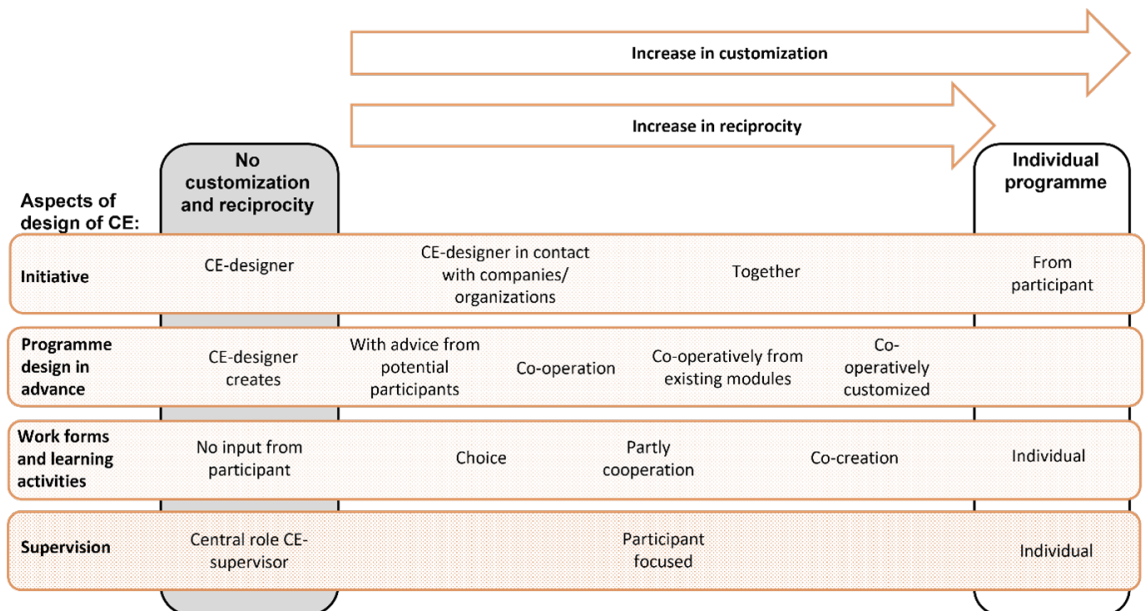 Increase in customization
Increase in reciprocity
No
customization
and reciprocity
Individual
programme
Aspects of
design of CE:
Initiative
CE-designer
CE-designer in contact
with companies/
organizations
Together
From
participant
Programme
design in
advance
CE-designer
creates
With advice from
potential
participants
Co-operation
Co-operatively from
existing modules
Co-
operatively
customized
Work forms
and learning
activities
No input from
participant
Choice
Partly
cooperation
Co-creation
Individual
Supervision
Central role CE-
supervisor
Participant
focused
Individual